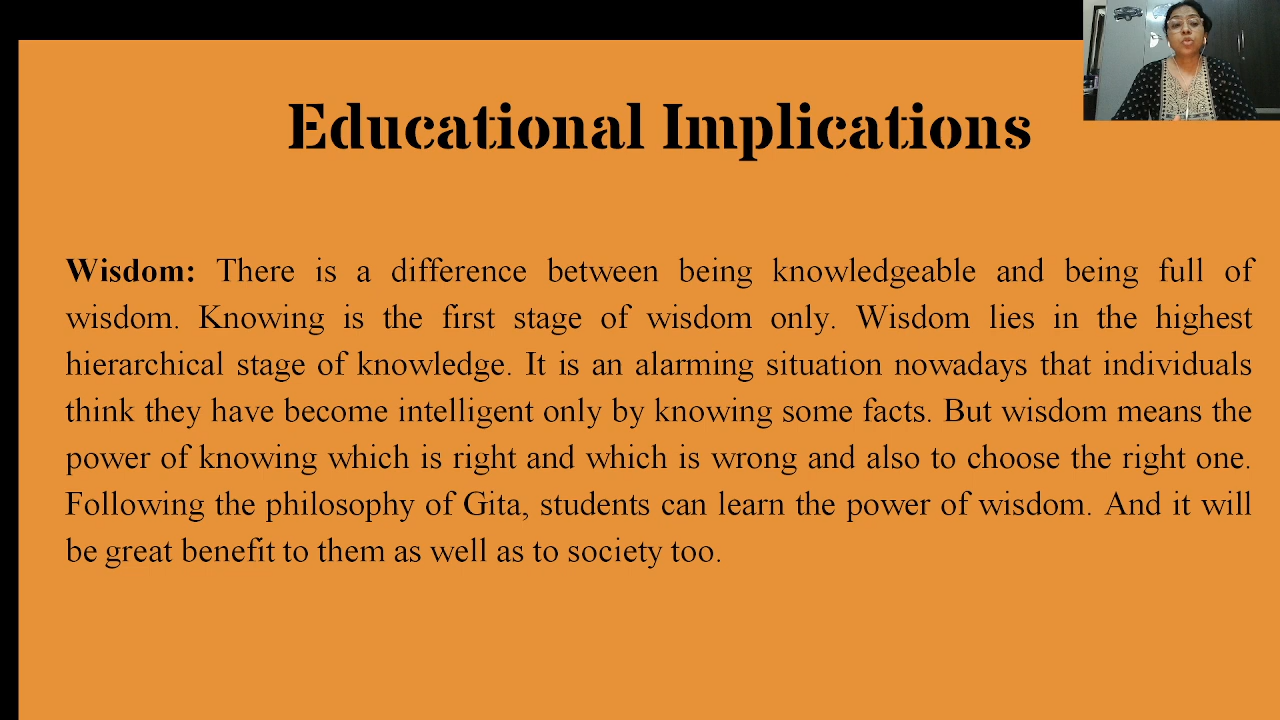 Educational Implications
Wisdom: There is a difference between being knowledgeable and being full of
wisdom. Knowing is the first stage of wisdom only. Wisdom lies in the highest
hierarchical stage of knowledge. It is an alarming situation nowadays that individuals
think they have become intelligent only by knowing some facts. But wisdom means the
power of knowing which is right and which is wrong and also to choose the right one.
Following the philosophy of Gita, students can learn the power of wisdom. And it will
be great benefit to them as well as to society too.